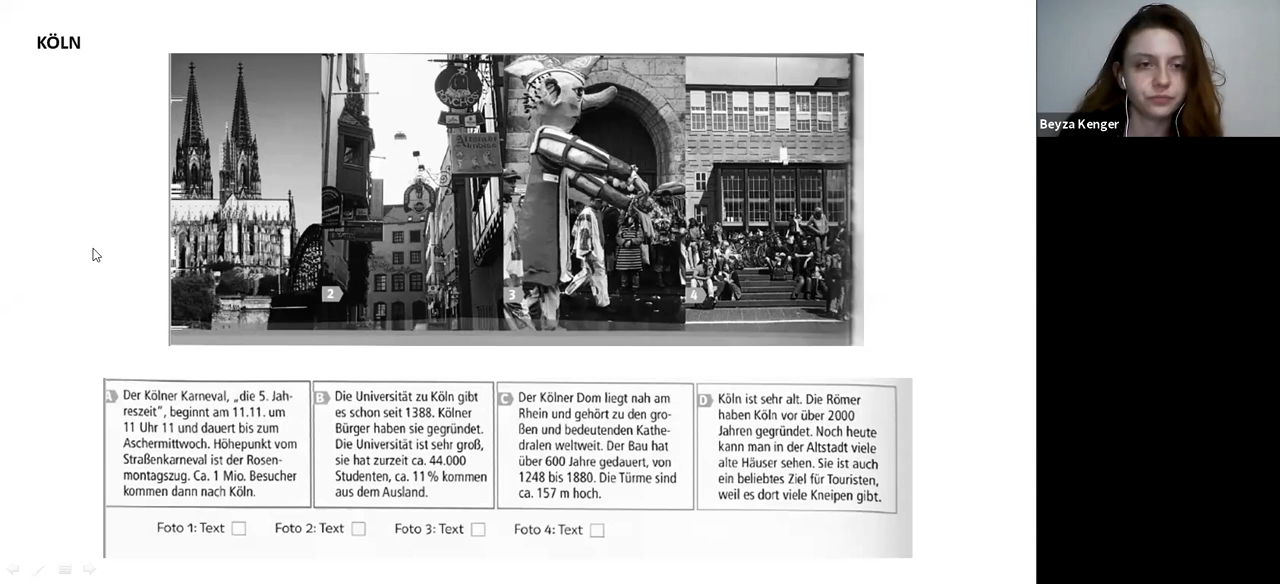 KÖLN
Beyza Kenger
2
3
4
A
Der Kölner Karneval, „die 5. Jah-
reszeit“, beginnt am 11.11. um
11 Uhr 11 und dauert bis zum
Aschermittwoch. Höhepunkt vom
Straßenkarneval ist der Rosen-
montagszug. Ca. 1 Mio. Besucher
kommen dann nach Köln.
B
Die Universität zu Köln gibt
es schon seit 1388. Kölner
Bürger haben sie gegründet.
Die Universität ist sehr groß,
sie hat zurzeit ca. 44.000
Studenten, ca. 11 % kommen
aus dem Ausland.
C
Der Kölner Dom liegt nah am
Rhein und gehört zu den gro-
ßen und bedeutenden Kathe-
dralen weltweit. Der Bau hat
über 600 Jahre gedauert, von
1248 bis 1880. Die Türme sind
ca. 157 m hoch.
D
Köln ist sehr alt. Die Römer
haben Köln vor über 2000
Jahren gegründet. Noch heute
kann man in der Altstadt viele
alte Häuser sehen. Sie ist auch
ein beliebtes Ziel für Touristen,
weil es dort viele Kneipen gibt.
Foto 1: Text
Foto 2: Text
Foto 3: Text
Foto 4: Text